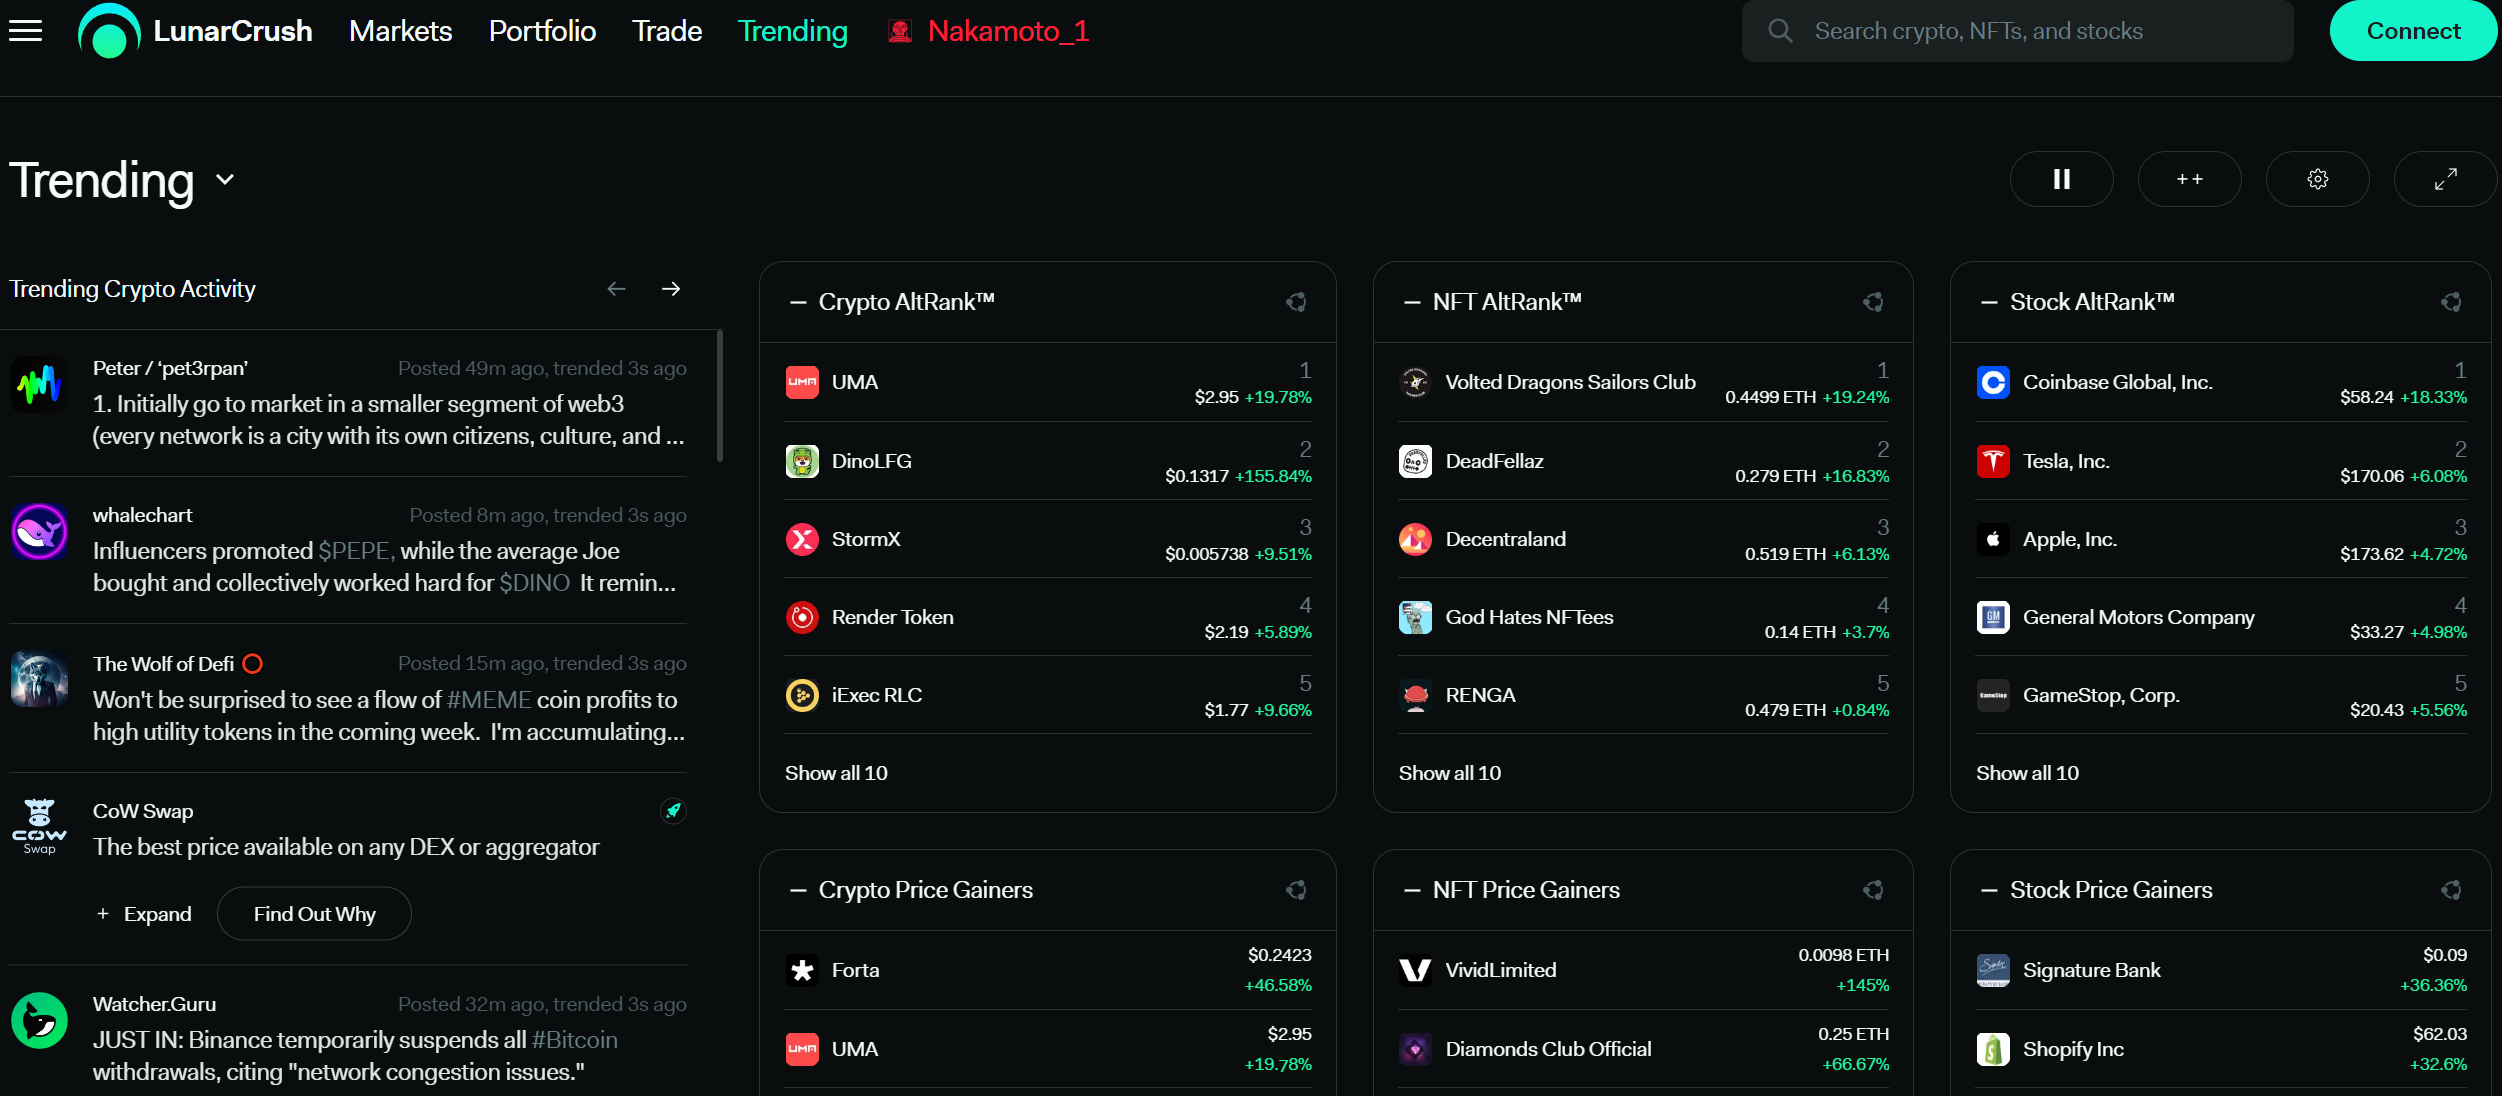 LunarCrush
Markets
Portfolio
Trade
Trending
Nakamoto_1
Search crypto, NFTs, and stocks
Connect
Trending
++
Trending Crypto Activity
Peter / ‘pet3rpan’
Posted 49m ago, trended 3s ago
1. Initially go to market in a smaller segment of web3
(every network is a city with its own citizens, culture, and ...
whalechart
Posted 8m ago, trended 3s ago
Influencers promoted $PEPE, while the average Joe
bought and collectively worked hard for $DINO It remin...
The Wolf of Defi
Posted 15m ago, trended 3s ago
Won't be surprised to see a flow of #MEME coin profits to
high utility tokens in the coming week. I'm accumulating...
COW
Swap
CoW Swap
The best price available on any DEX or aggregator
+ Expand
Find Out Why
Watcher.Guru
Posted 32m ago, trended 3s ago
JUST IN: Binance temporarily suspends all #Bitcoin
withdrawals, citing "network congestion issues."
Crypto AltRank™
UMA
UMA
1
$2.95 +19.78%
DinoLFG
2
$0.1317 +155.84%
StormX
3
$0.005738 +9.51%
Render Token
4
$2.19 +5.89%
iExec RLC
5
$1.77 +9.66%
Show all 10
NFT AltRank™
Volted Dragons Sailors Club
1
0.4499 ETH +19.24%
DeadFellaz
2
0.279 ETH +16.83%
Decentraland
3
0.519 ETH +6.13%
God Hates NFTees
4
0.14 ETH +3.7%
RENGA
5
0.479 ETH +0.84%
Show all 10
Stock AltRank™
Coinbase Global, Inc.
1
$58.24 +18.33%
Tesla, Inc.
2
$170.06 +6.08%
Apple, Inc.
3
$173.62 +4.72%
GM
General Motors Company
4
$33.27 +4.98%
GameStop
GameStop, Corp.
5
$20.43 +5.56%
Show all 10
Crypto Price Gainers
Forta
$0.2423
+46.58%
UMA
UMA
$2.95
+19.78%
NFT Price Gainers
VividLimited
0.0098 ETH
+145%
Diamonds Club Official
0.25 ETH
+66.67%
Stock Price Gainers
Signature Bank
$0.09
+36.36%
Shopify Inc
$62.03
+32.6%